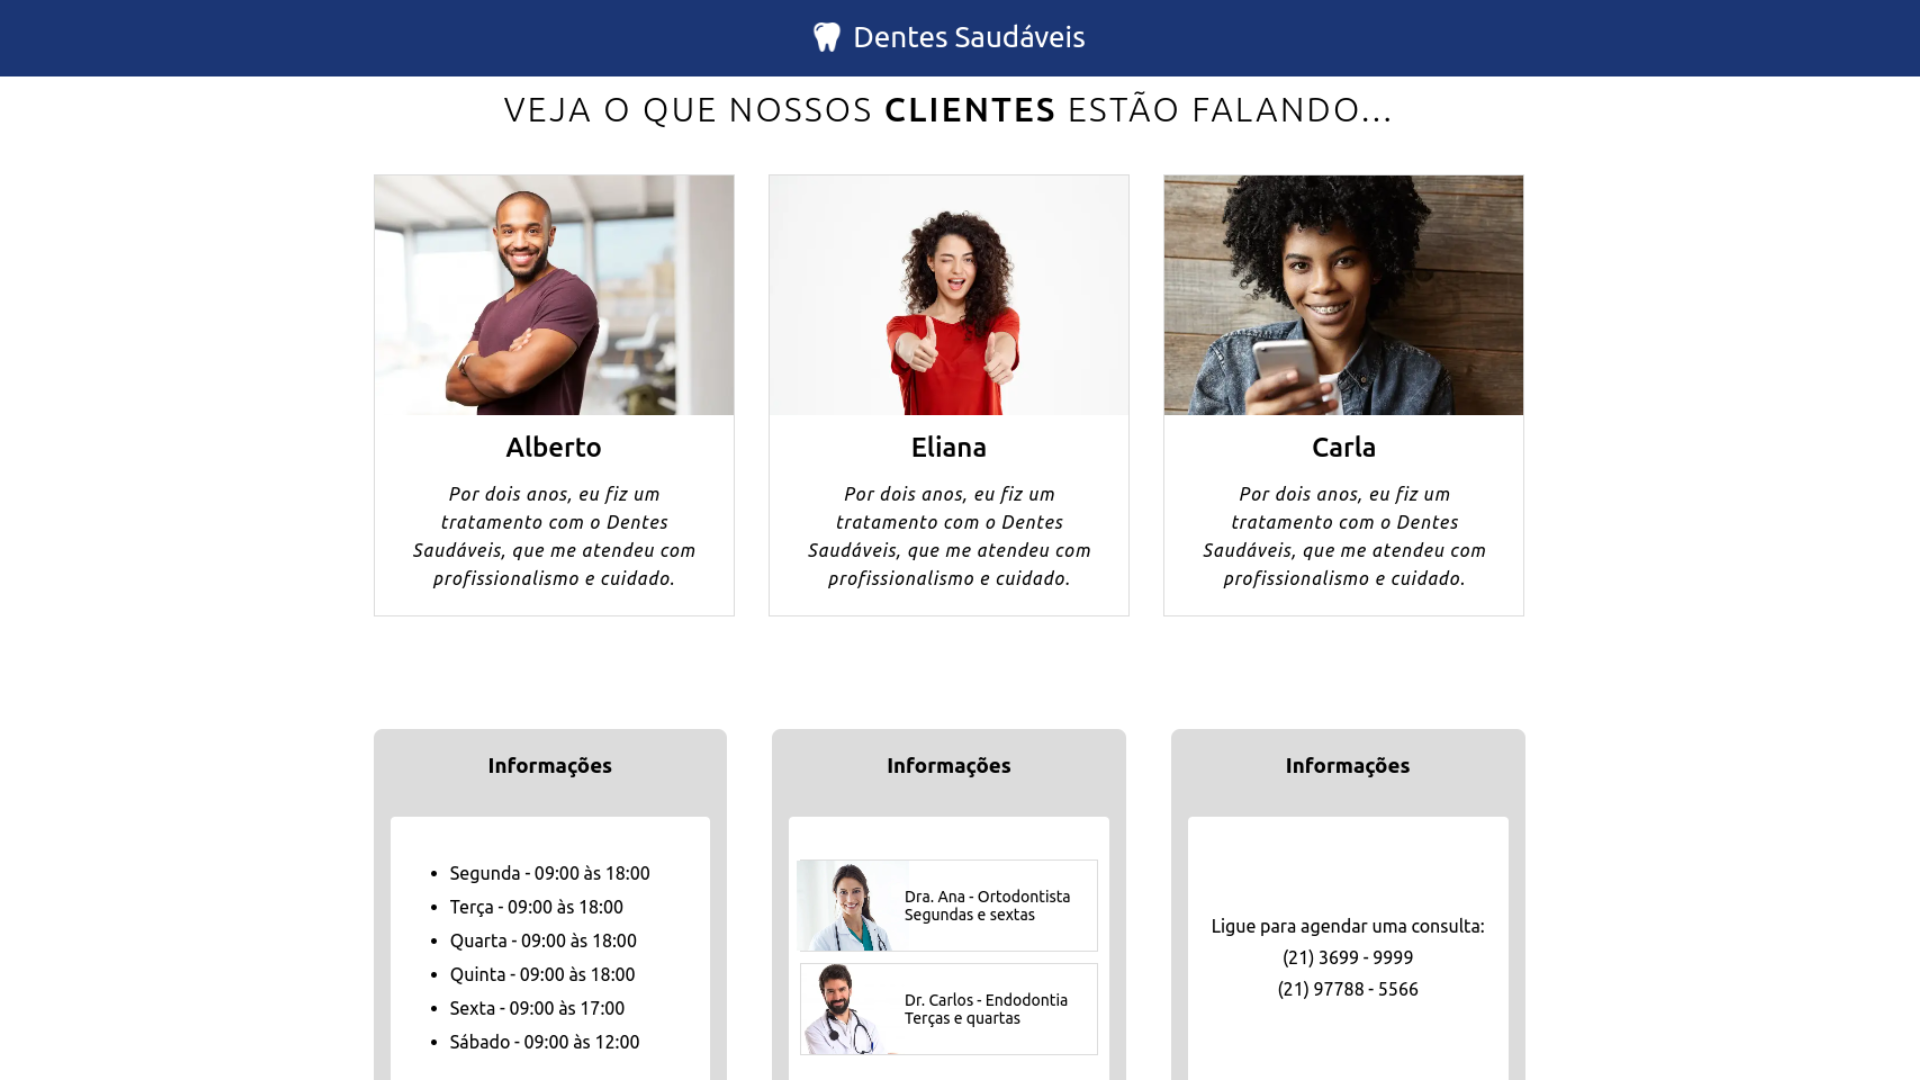 Dentes Saudáveis
VEJA O QUE NOSSOS CLIENTES ESTÃO FALANDO...
Alberto
Por dois anos, eu fiz um
tratamento com o Dentes
Saudáveis, que me atendeu com
profissionalismo e cuidado.
Eliana
Por dois anos, eu fiz um
tratamento com o Dentes
Saudáveis, que me atendeu com
profissionalismo e cuidado.
Carla
Por dois anos, eu fiz um
tratamento com o Dentes
Saudáveis, que me atendeu com
profissionalismo e cuidado.
Informações
Segunda - 09:00 às 18:00
Terça - 09:00 às 18:00
Quarta - 09:00 às 18:00
Quinta - 09:00 às 18:00
Sexta - 09:00 às 17:00
Sábado - 09:00 às 12:00
Informações
Dra. Ana - Ortodontista
Segundas e sextas
Dr. Carlos - Endodontia
Terças e quartas
Informações
Ligue para agendar uma consulta:
(21) 3699 - 9999
(21) 97788 - 5566